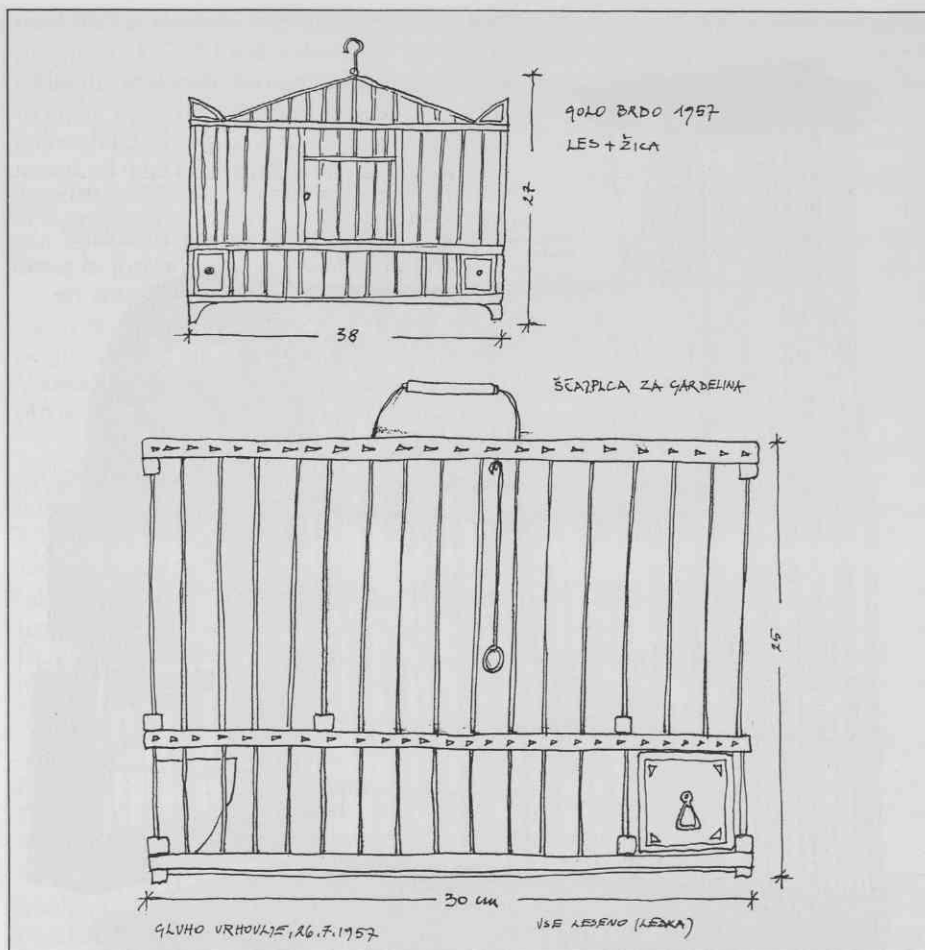 GOLO BRDO 1957
LES + ŽICA
27
38
ZA GARDELINA
25
30 cm
GLUHO VRHOVLJE, 26.7.1957
VSE LESENO (LESKA)